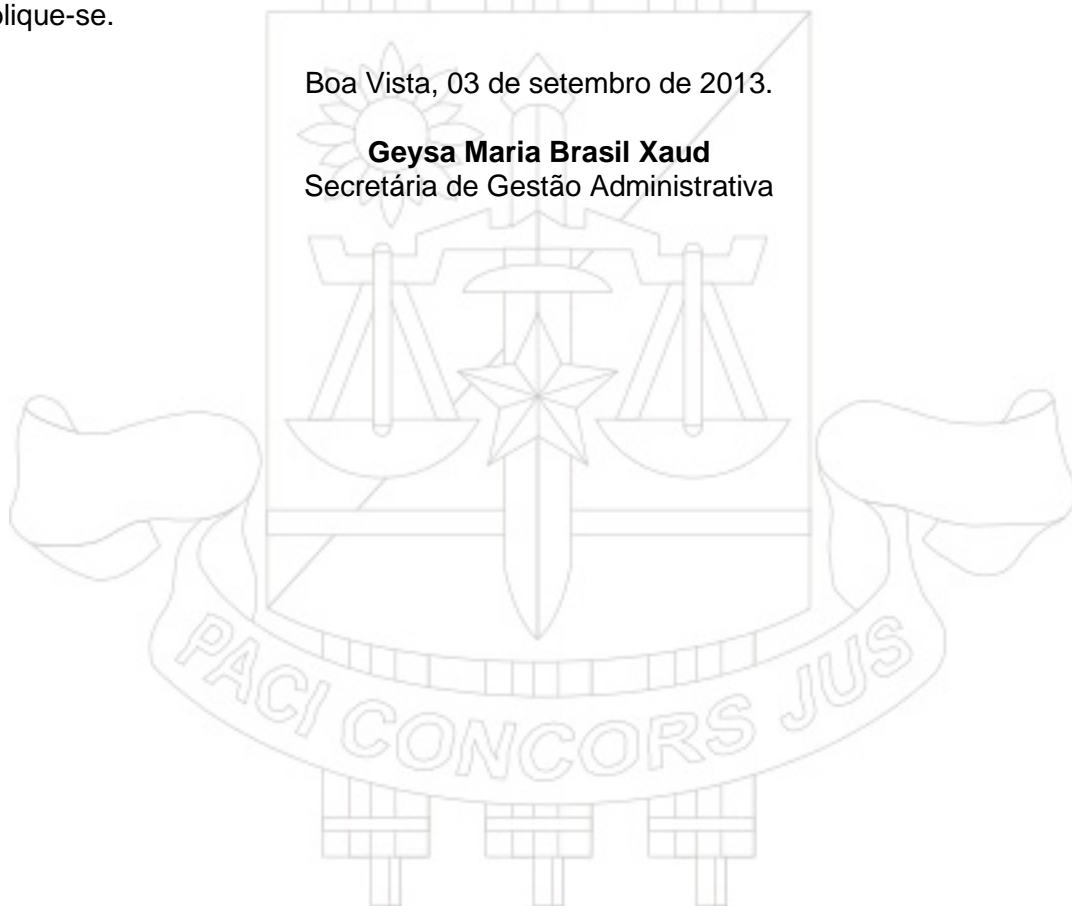 plique-se.
Boa Vista, 03 de setembro de 2013.
Geysa Maria Brasil Xaud
Secretária de Gestão Administrativa
PACI CONCORS JUS